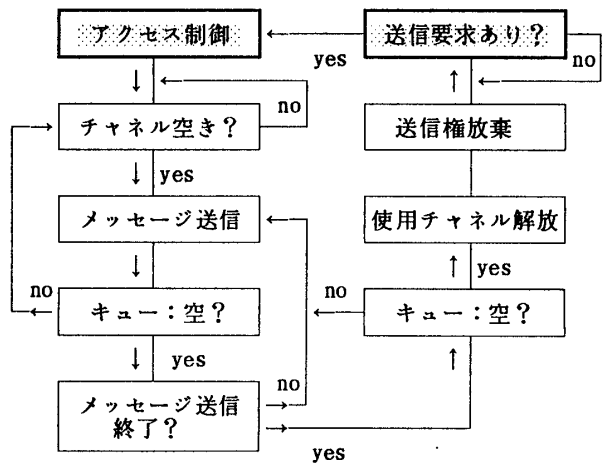 アクセス制御
送信要求あり?
yes
no
no
チャネル空き?
送信権放棄
yes
メッセージ送信
使用チャネル解放
yes
no
no
キュー:空?
キュー:空?
yes
no
メッセージ送信
終了?
yes